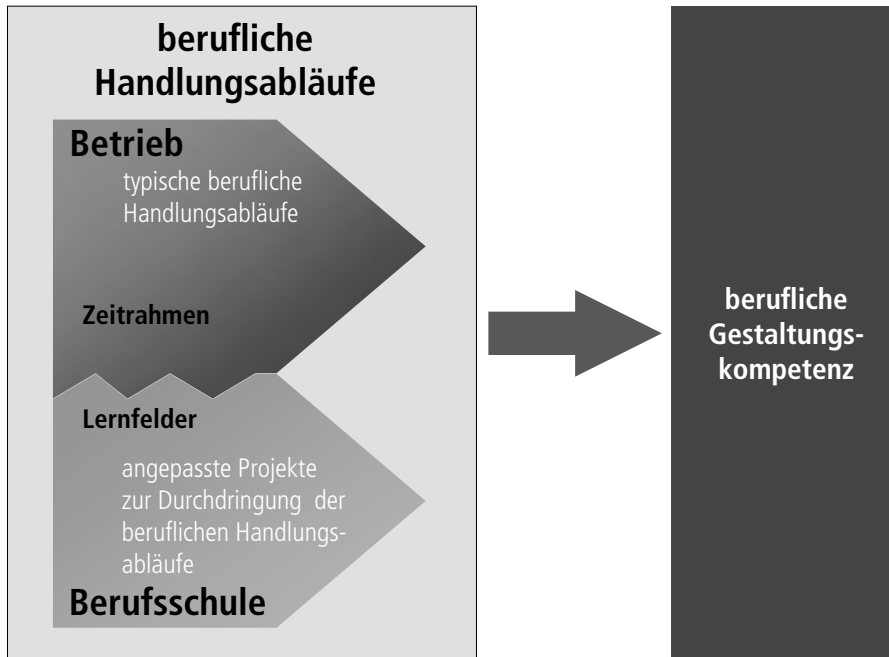 berufliche
Handlungsabläufe
Betrieb
typische berufliche
Handlungsabläufe
Zeitrahmen
Lernfelder
angepasste Projekte
zur Durchdringung der
beruflichen Handlungs-
abläufe
Berufsschule
berufliche
Gestaltungs-
kompetenz